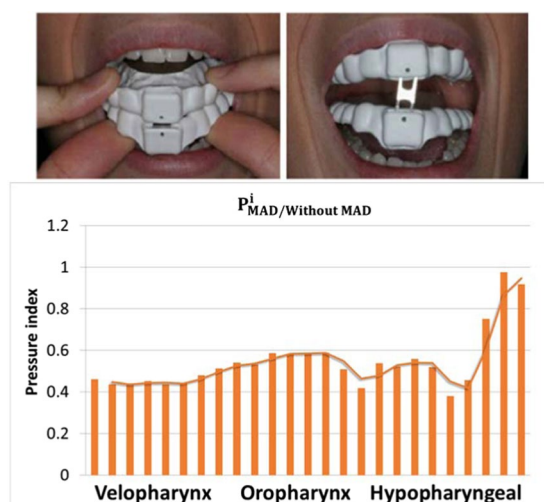 P^i_MAD/Without MAD
1.2
1
0.8
0.6
0.4
0.2
0
Pressure index
Velopharynx Oropharynx Hypopharyngeal